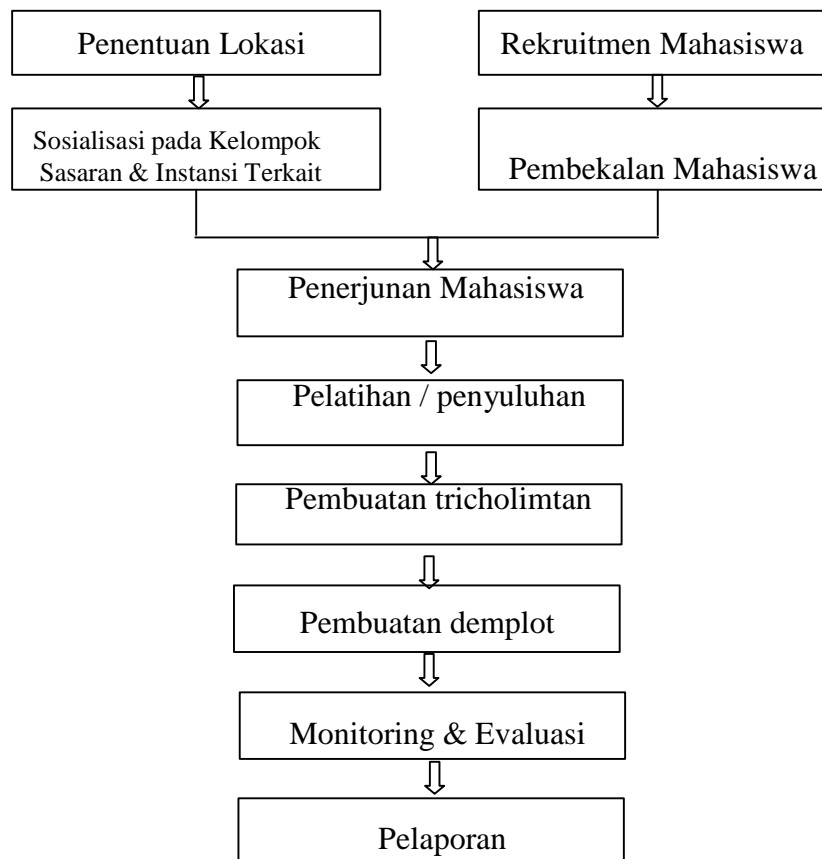 Penentuan Lokasi
Rekruitmen Mahasiswa
Sosialisasi pada Kelompok
Sasaran & Instansi Terkait
Pembekalan Mahasiswa
Penerjunan Mahasiswa
Pelatihan / penyuluhan
Pembuatan tricholimtan
Pembuatan demplot
Monitoring & Evaluasi
Pelaporan